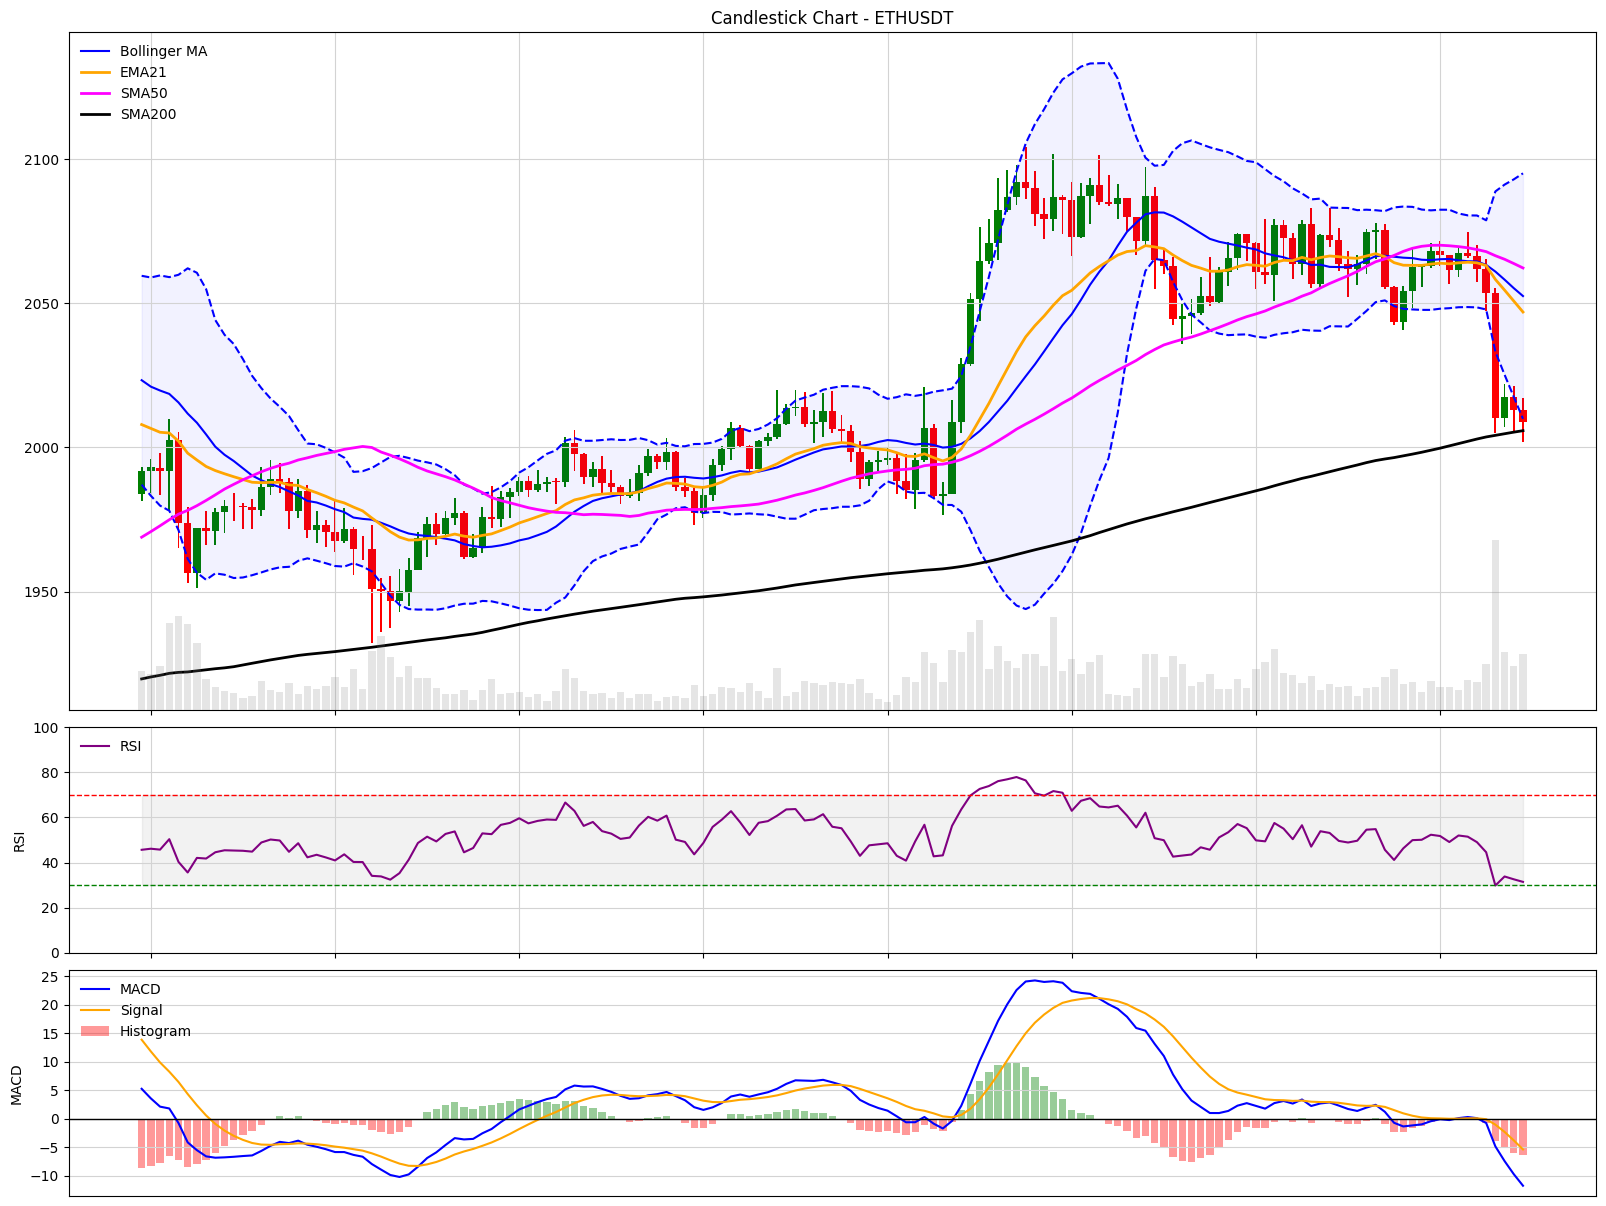 Candlestick Chart - ETHUSDT
Bollinger MA
EMA21
SMA50
SMA200
2100
2050
2000
1950
100
RSI
80
60
RSI
40
20
0
25
MACD
20
Signal
15
Histogram
10
MACD
5
0
−5
−10